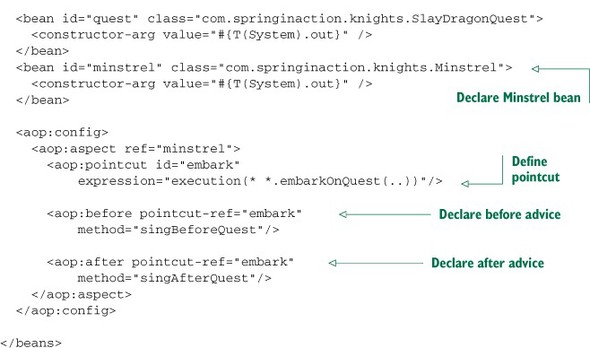 <bean id="quest" class="com.springinaction.knights.SlayDragonQuest">
<constructor-arg value="#{T(System).out}" />
</bean>
<bean id="minstrel" class="com.springinaction.knights.Minstrel">
<constructor-arg value="#{T(System).out}" />
</bean>
Declare Minstrel bean
<aop:config>
<aop:aspect ref="minstrel">
<aop:pointcut id="embark"
expression="execution(* *.embarkOnQuest(..))"/>
Define
pointcut
<aop:before pointcut-ref="embark"
method="singBeforeQuest"/>
Declare before advice
<aop:after pointcut-ref="embark"
method="singAfterQuest"/>
Declare after advice
</aop:aspect>
</aop:config>
</beans>